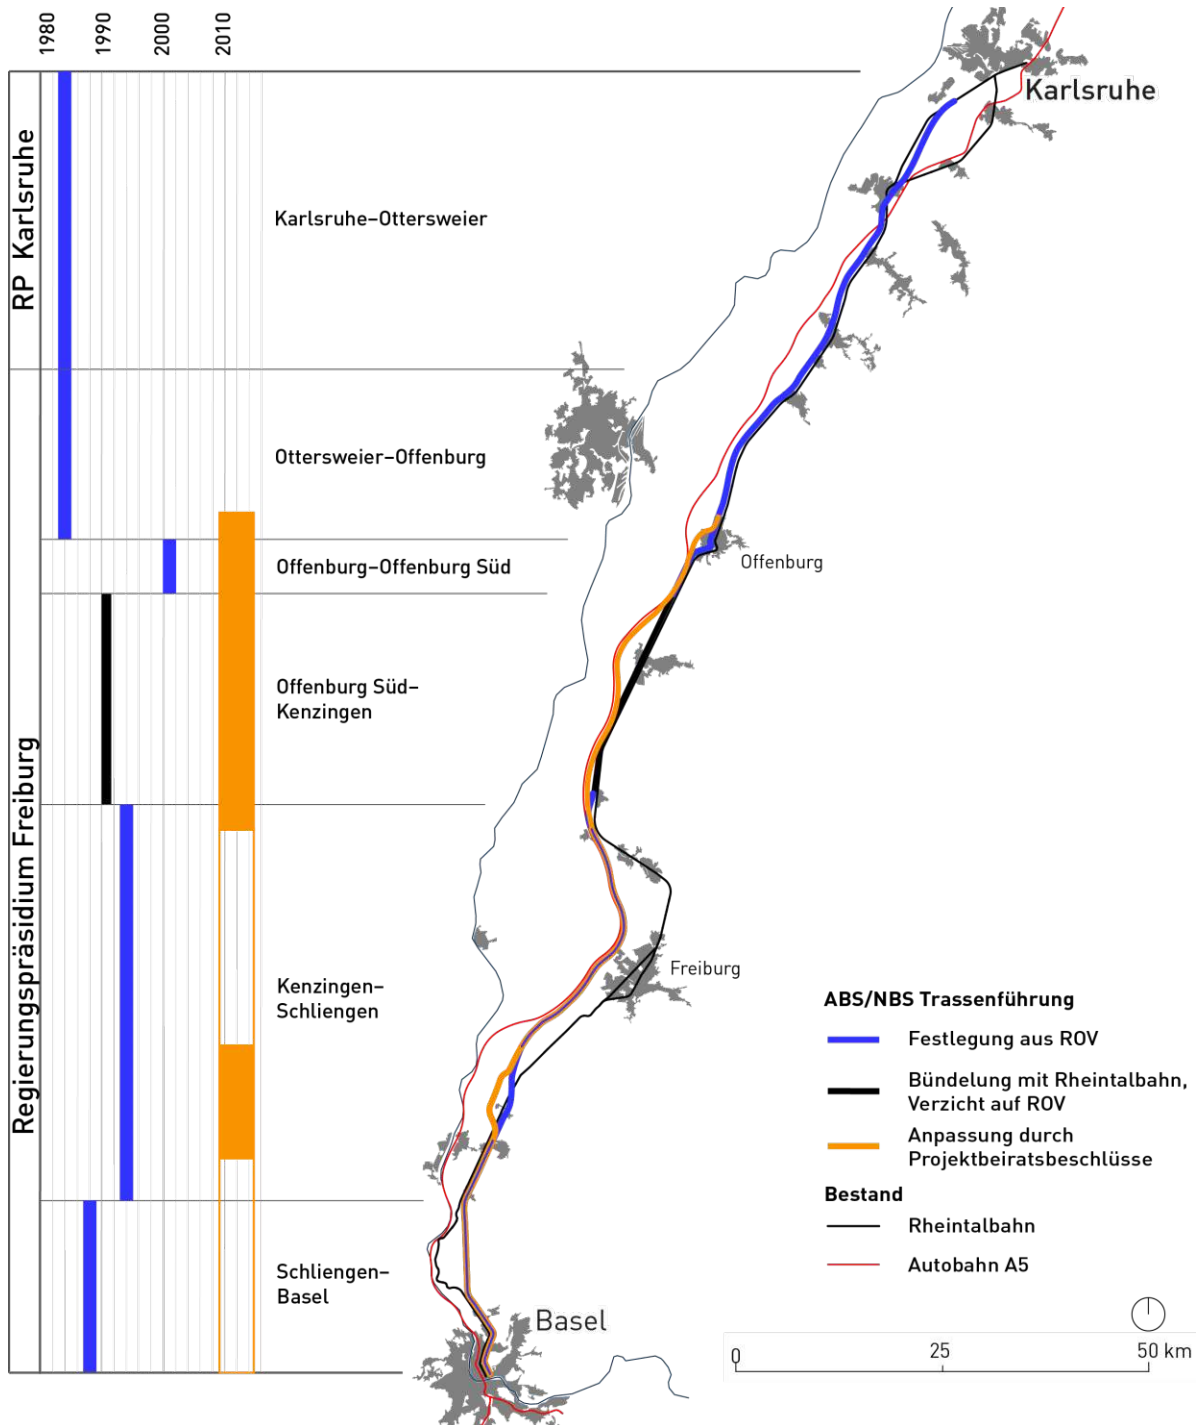 1980
1990
2000
2010
Karlsruhe
RP Karlsruhe
Karlsruhe–Ottersweier
Ottersweier–Offenburg
Offenburg–Offenburg Süd
Offenburg
Regierungspräsidium Freiburg
Offenburg Süd–
Kenzingen
Kenzingen–
Schliengen
Freiburg
Schliengen–
Basel
Basel
ABS/NBS Trassenführung
Festlegung aus ROV
Bündelung mit Rheintalbahn,
Verzicht auf ROV
Anpassung durch
Projektbeiratsbeschlüsse
Bestand
Rheintalbahn
Autobahn A5
0
25
50 km